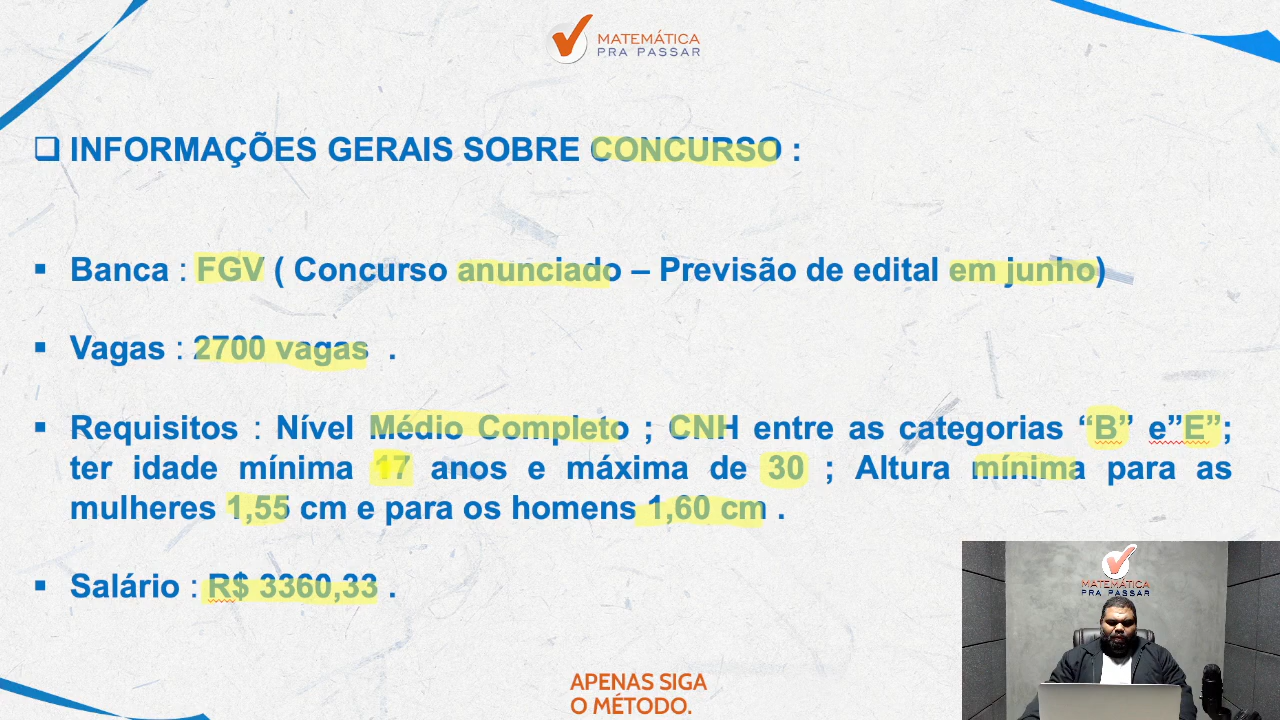 MATEMÁTICA
PRA PASSAR
INFORMAÇÕES GERAIS SOBRE CONCURSO :
Banca : FGV ( Concurso anunciado – Previsão de edital em junho)
Vagas : 2700 vagas .
Requisitos : Nível Médio Completo ; CNH entre as categorias “B” e”E”;
ter idade mínima 17 anos e máxima de 30 ; Altura mínima para as
mulheres 1,55 cm e para os homens 1,60 cm .
Salário : R$ 3360,33 .
MATEMÁTICA
PRA PASSAR
APENAS SIGA
O MÉTODO.